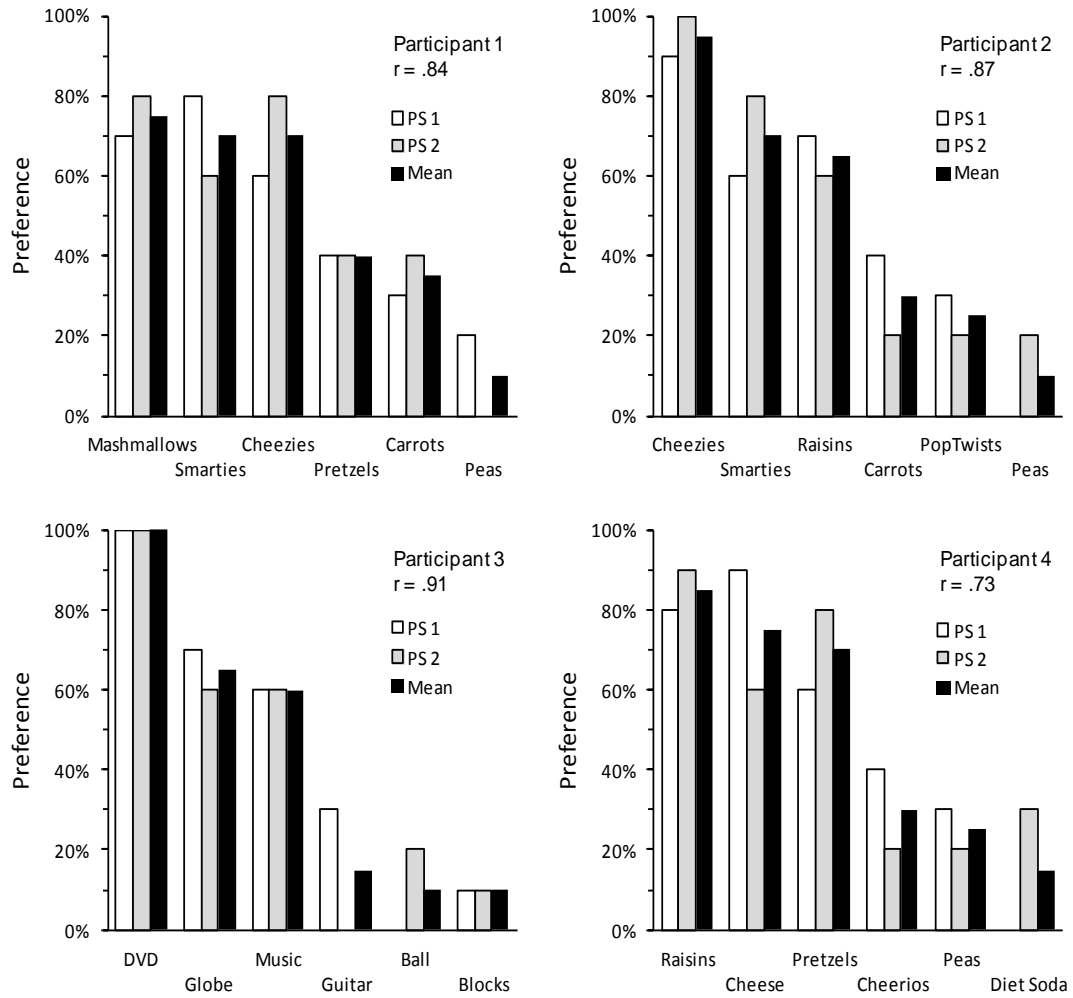 100%
80%
60%
40%
20%
0%
Preference
Participant 1
r = .84
PS 1
PS 2
Mean
Mashmallows
Smarties
Cheezies
Pretzels
Carrots
Peas
100%
80%
60%
40%
20%
0%
Preference
Participant 2
r = .87
PS 1
PS 2
Mean
Cheezies
Smarties
Raisins
Carrots
PopTwists
Peas
100%
80%
60%
40%
20%
0%
Preference
Participant 3
r = .91
PS 1
PS 2
Mean
DVD
Globe
Music
Guitar
Ball
Blocks
100%
80%
60%
40%
20%
0%
Preference
Participant 4
r = .73
PS 1
PS 2
Mean
Raisins
Cheese
Pretzels
Cheerios
Peas
Diet Soda